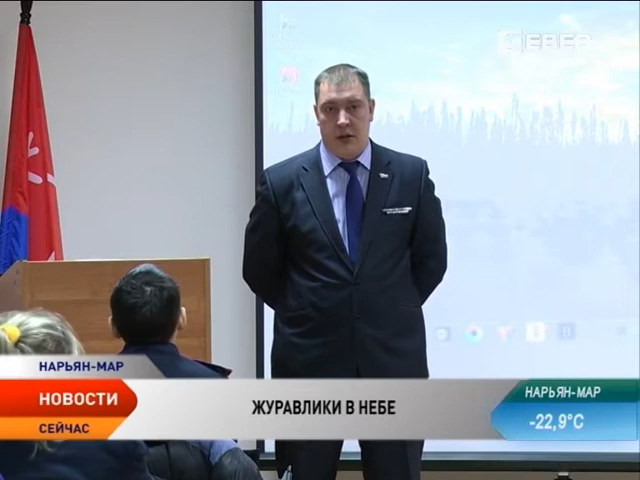 СЕВЕР
НАРЬЯН-МАР
НОВОСТИ
СЕЙЧАС
ЖУРАВЛИКИ В НЕБЕ
НАРЬЯН-МАР
-22,9°C